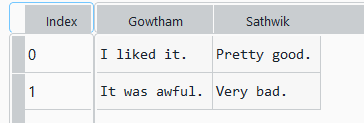 Index Gowtham Sathwik
0 I liked it. Pretty good.
1 It was awful. Very bad.